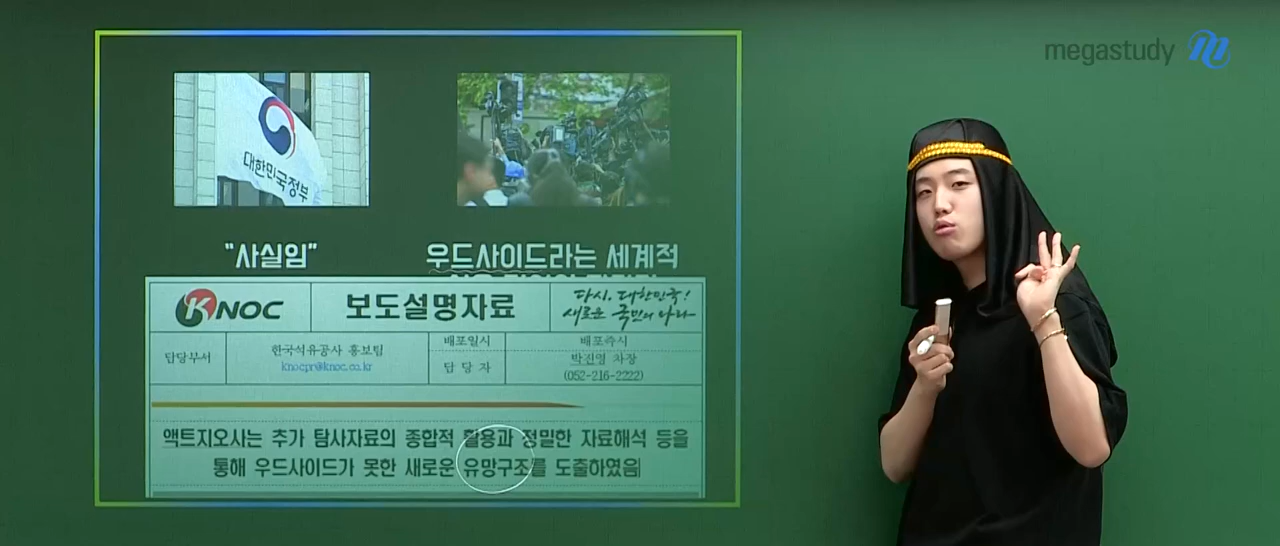 megastudy
대한민국정부
"사실임"
우드사이드라는 세계적
KNOC
보도설명자료
다시, 대한민국!
새로운 국민의 나라
담당부서
한국석유공사 홍보팀
knocpr@knoc.co.kr
배포일시
배포즉시
담 당 자
박진영 차장
(052-216-2222)
액트지오사는 추가 탐사자료의 종합적 활용과 정밀한 자료해석 등을
통해 우드사이드가 못한 새로운 유망구조를 도출하였음